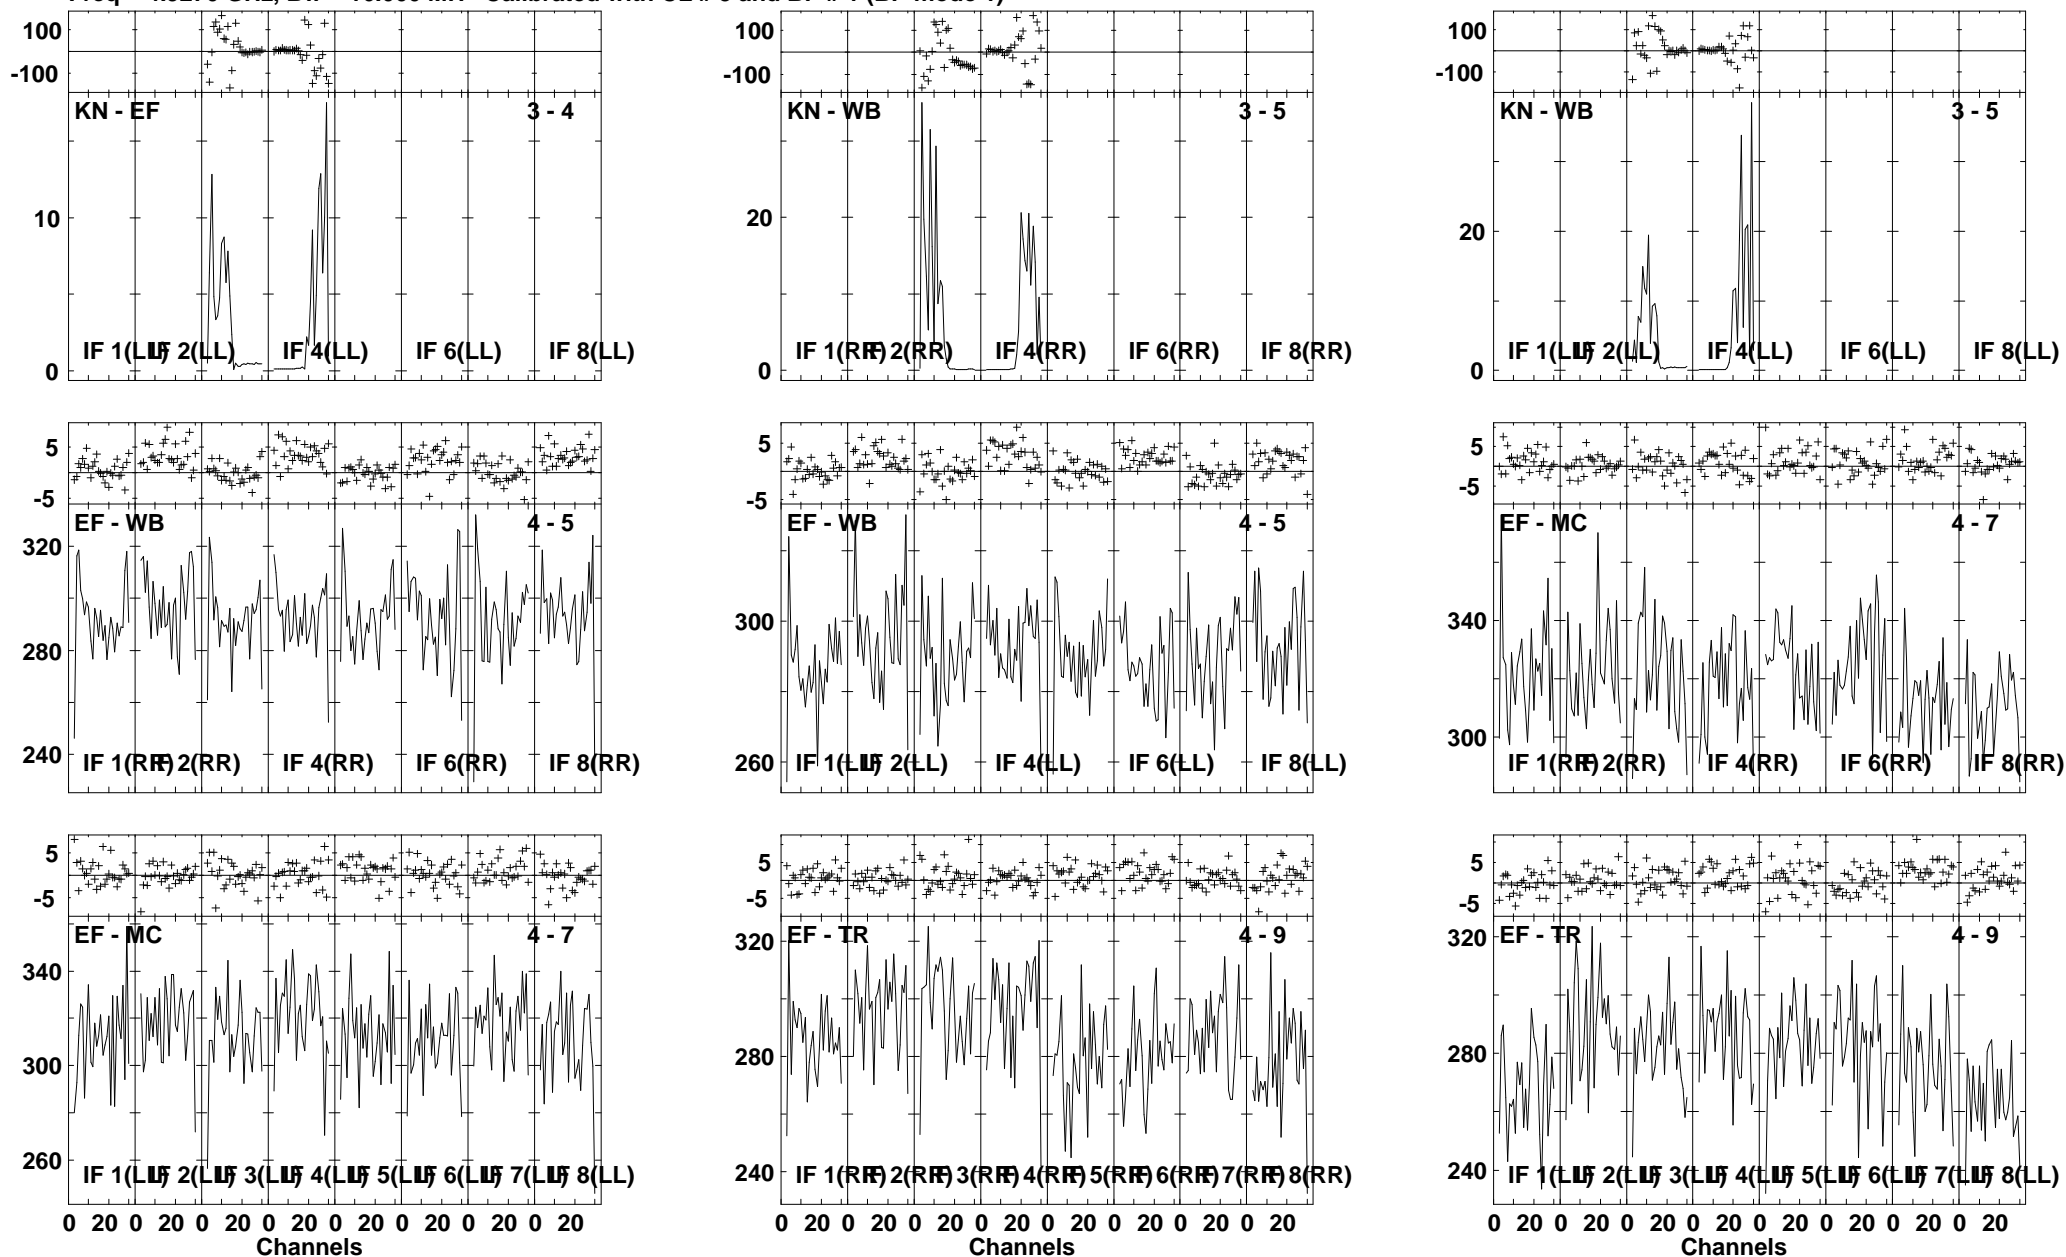 100
-100
KN - EF 3 - 4
10
0
IF 1(LL) IF 2(LL) IF 4(LL) IF 6(LL) IF 8(LL)
100
-100
KN - WB 3 - 5
20
0
IF 1(RR) IF 2(RR) IF 4(RR) IF 6(RR) IF 8(RR)
100
-100
KN - WB 3 - 5
20
0
IF 1(LL) IF 2(LL) IF 4(LL) IF 6(LL) IF 8(LL)
5
-5
EF - WB 4 - 5
320
280
240
IF 1(RR) IF 2(RR) IF 4(RR) IF 6(RR) IF 8(RR)
5
-5
EF - WB 4 - 5
300
260
IF 1(LL) IF 2(LL) IF 4(LL) IF 6(LL) IF 8(LL)
5
-5
EF - MC 4 - 7
340
300
IF 1(RR) IF 2(RR) IF 4(RR) IF 6(RR) IF 8(RR)
5
-5
EF - MC 4 - 7
340
300
260
IF 1(LL) IF 2(LL) IF 3(LL) IF 4(LL) IF 5(LL) IF 6(LL) IF 7(LL) IF 8(LL)
0 20 0 20 0 20 0 20 0 20 0 20 0 20 0 20
Channels
5
-5
EF - TR 4 - 9
320
280
240
IF 1(RR) IF 2(RR) IF 3(RR) IF 4(RR) IF 5(RR) IF 6(RR) IF 7(RR) IF 8(RR)
0 20 0 20 0 20 0 20 0 20 0 20 0 20 0 20
Channels
5
-5
EF - TR 4 - 9
320
280
240
IF 1(LL) IF 2(LL) IF 3(LL) IF 4(LL) IF 5(LL) IF 6(LL) IF 7(LL) IF 8(LL)
0 20 0 20 0 20 0 20 0 20 0 20 0 20 0 20
Channels